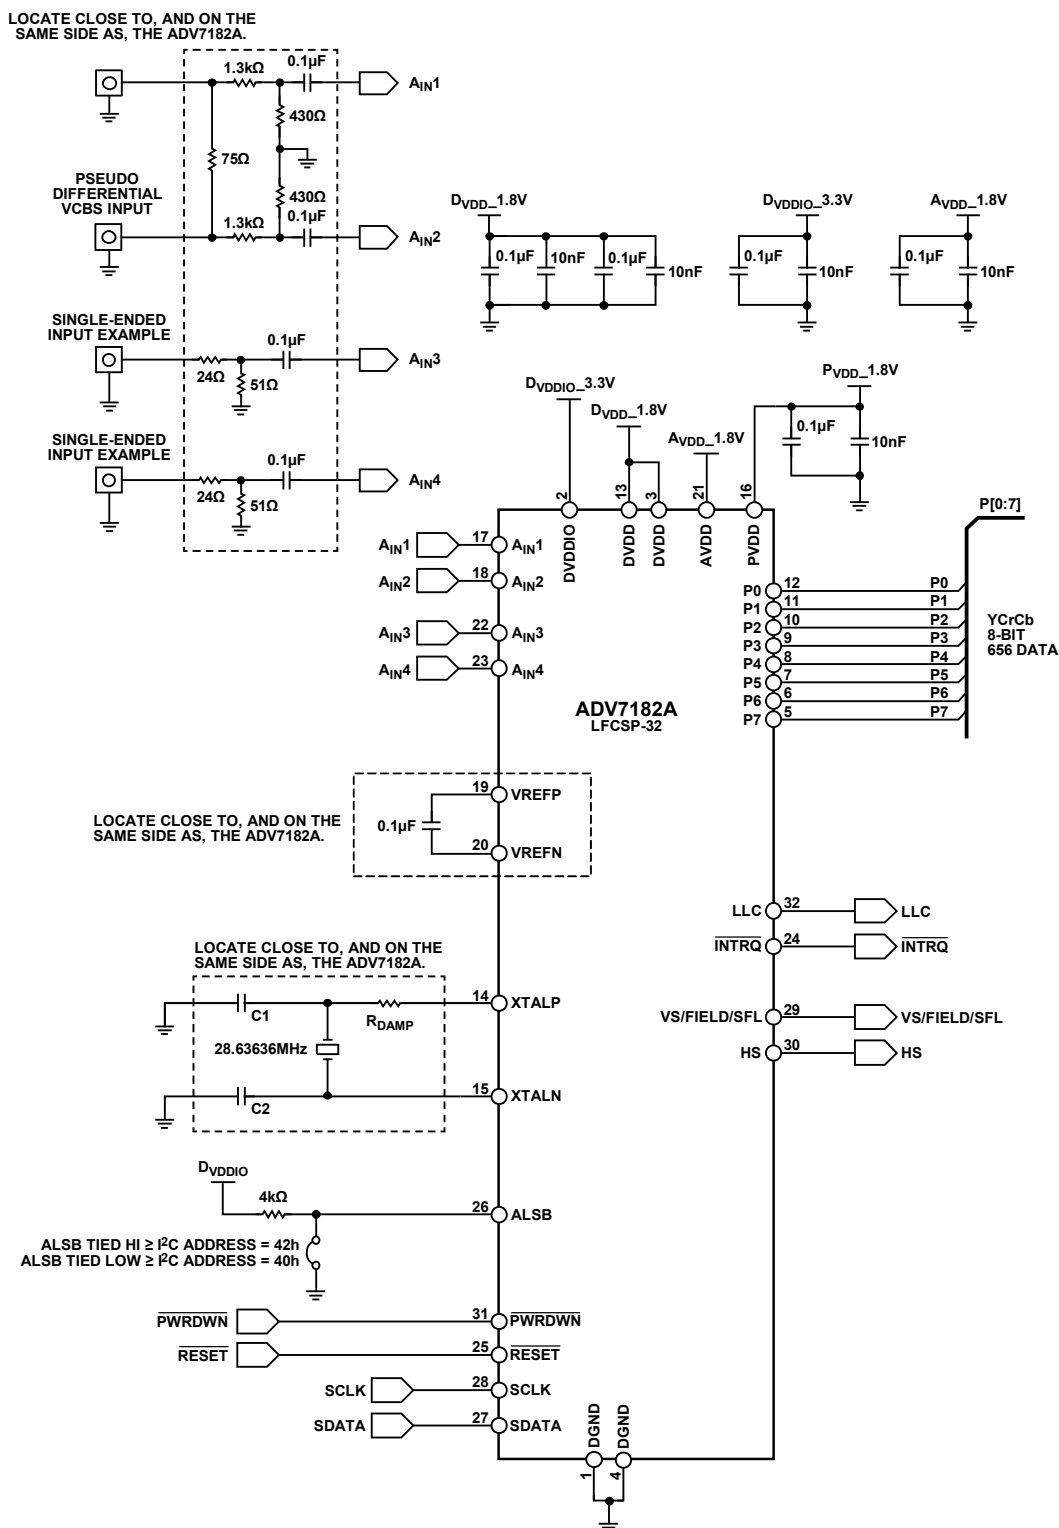 LOCATE CLOSE TO, AND ON THE
SAME SIDE AS, THE ADV7182A.
1.3kΩ
0.1µF
AIN1
430Ω
75Ω
PSEUDO
DIFFERENTIAL
VCBS INPUT
430Ω
0.1µF
1.3kΩ
AIN2
DVDD_1.8V
0.1µF
10nF
0.1µF
10nF
DVDDIO_3.3V
0.1µF
10nF
AVDD_1.8V
0.1µF
10nF
SINGLE-ENDED
INPUT EXAMPLE
0.1µF
AIN3
24Ω
51Ω
SINGLE-ENDED
INPUT EXAMPLE
0.1µF
AIN4
24Ω
51Ω
DVDDIO_3.3V
DVDD_1.8V
AVDD_1.8V
PVDD_1.8V
0.1µF
10nF
2
13
3
21
16
DVDDIO
DVDD
DVDD
AVDD
PVDD
AIN1 17 AIN1
AIN2 18 AIN2
AIN3 22 AIN3
AIN4 23 AIN4
P[0:7]
P0 12 P0
P1 11 P1
P2 10 P2
P3 9 P3
P4 8 P4
P5 7 P5
P6 6 P6
P7 5 P7
YCrCb
8-BIT
656 DATA
ADV7182A
LFCSP-32
LOCATE CLOSE TO, AND ON THE
SAME SIDE AS, THE ADV7182A.
0.1µF
19 VREFP
20 VREFN
LLC 32 LLC
INTRQ 24 INTRQ
VS/FIELD/SFL 29 VS/FIELD/SFL
HS 30 HS
LOCATE CLOSE TO, AND ON THE
SAME SIDE AS, THE ADV7182A.
C1
RDAMP
14 XTALP
28.63636MHz
C2
15 XTALN
DVDDIO
4kΩ
26 ALSB
ALSB TIED HI ≥ I²C ADDRESS = 42h
ALSB TIED LOW ≥ I²C ADDRESS = 40h
PWRDWN 31 PWRDWN
RESET 25 RESET
SCLK 28 SCLK
SDATA 27 SDATA
DGND
DGND
1
4